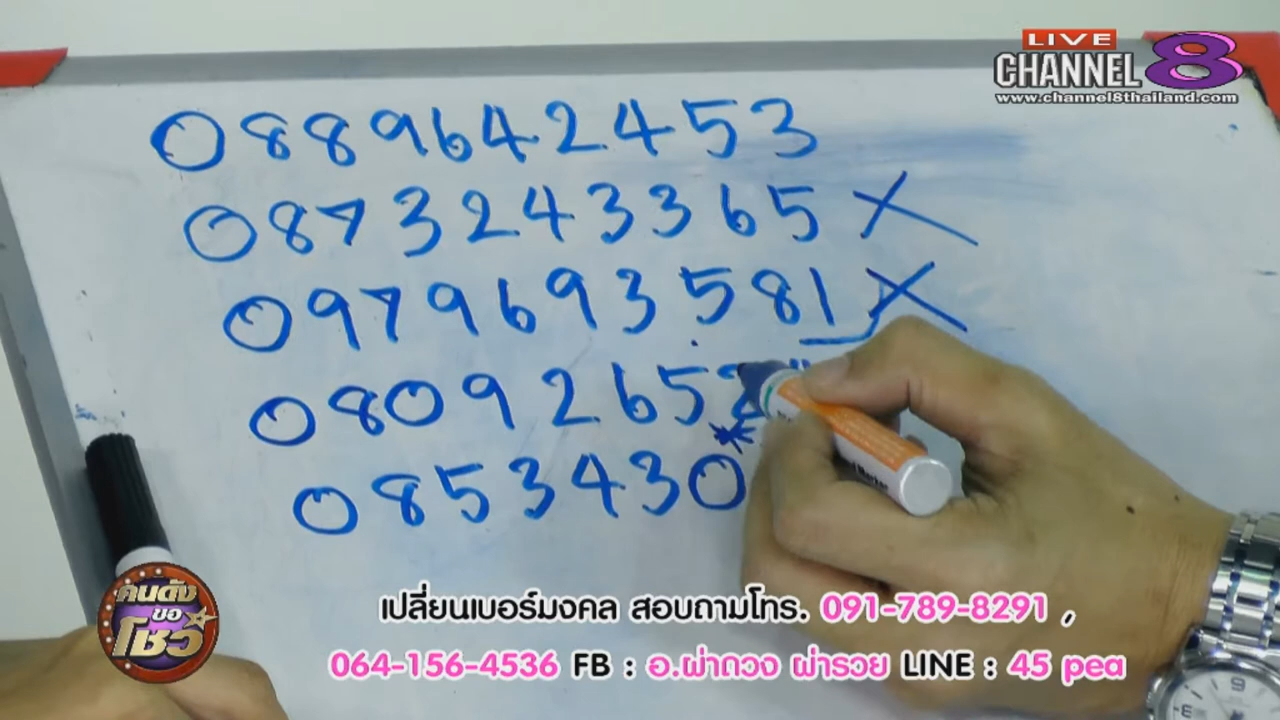 LIVE
CHANNEL 8
www.channel8thailand.com
0889642453
0873243365 X
0979693581 X
08092652
0853430
คนดัง
ขอ
โชว์
เปลี่ยนเบอร์มงคล สอบถามโทร. 091-789-8291 ,
064-156-4536 FB : อ.ผ่าดวง ผ่ารวย LINE : 45 pea